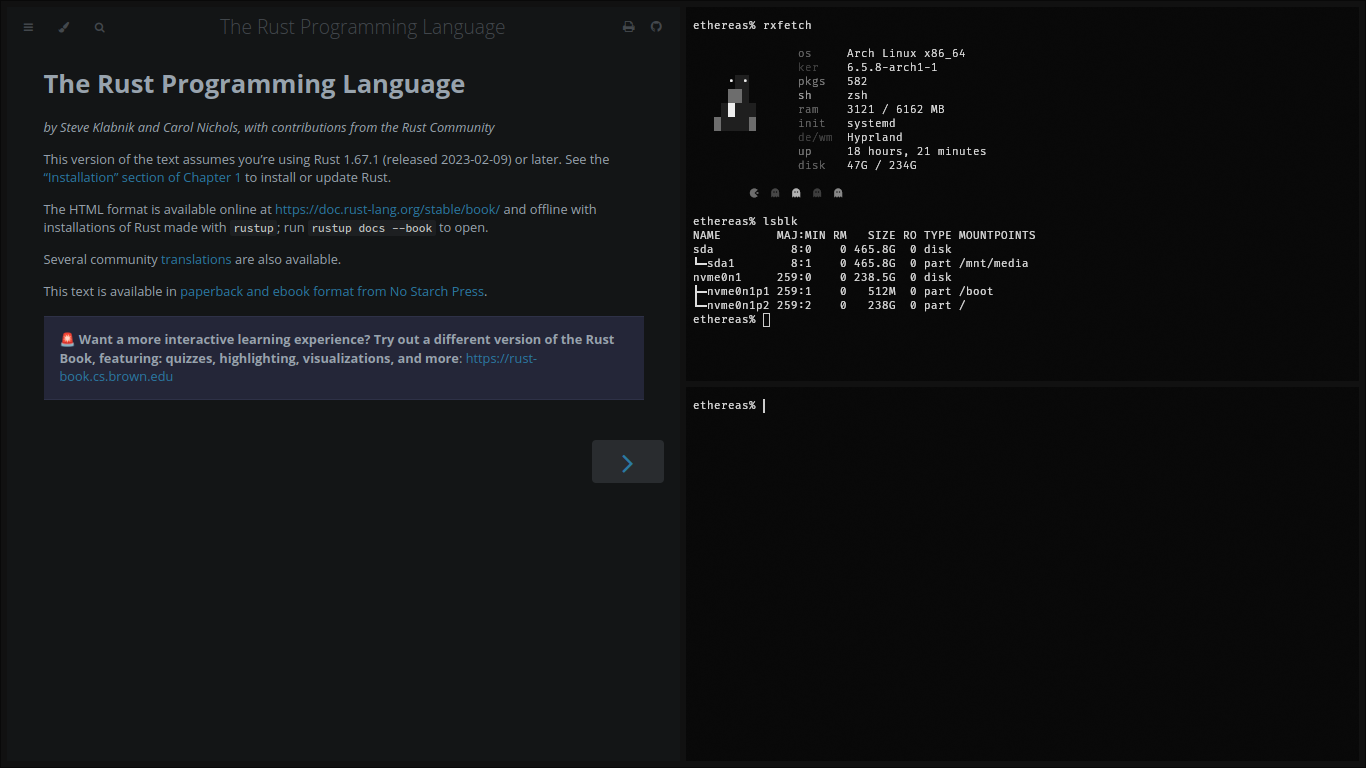 The Rust Programming Language
The Rust Programming Language
by Steve Klabnik and Carol Nichols, with contributions from the Rust Community
This version of the text assumes you’re using Rust 1.67.1 (released 2023-02-09) or later. See the
“Installation” section of Chapter 1 to install or update Rust.
The HTML format is available online at https://doc.rust-lang.org/stable/book/ and offline with
installations of Rust made with rustup; run rustup docs --book to open.
Several community translations are also available.
This text is available in paperback and ebook format from No Starch Press.
🚨 Want a more interactive learning experience? Try out a different version of the Rust
Book, featuring: quizzes, highlighting, visualizations, and more: https://rust-
book.cs.brown.edu
ethereas% rxfetch
os Arch Linux x86_64
ker 6.5.8-arch1-1
pkgs 582
sh zsh
ram 3121 / 6162 MB
init systemd
de/wm Hyprland
up 18 hours, 21 minutes
disk 47G / 234G
ethereas% lsblk
NAME MAJ:MIN RM SIZE RO TYPE MOUNTPOINTS
sda 8:0 0 465.8G 0 disk
└─sda1 8:1 0 465.8G 0 part /mnt/media
nvme0n1 259:0 0 238.5G 0 disk
├─nvme0n1p1 259:1 0 512M 0 part /boot
└─nvme0n1p2 259:2 0 238G 0 part /
ethereas%
ethereas%